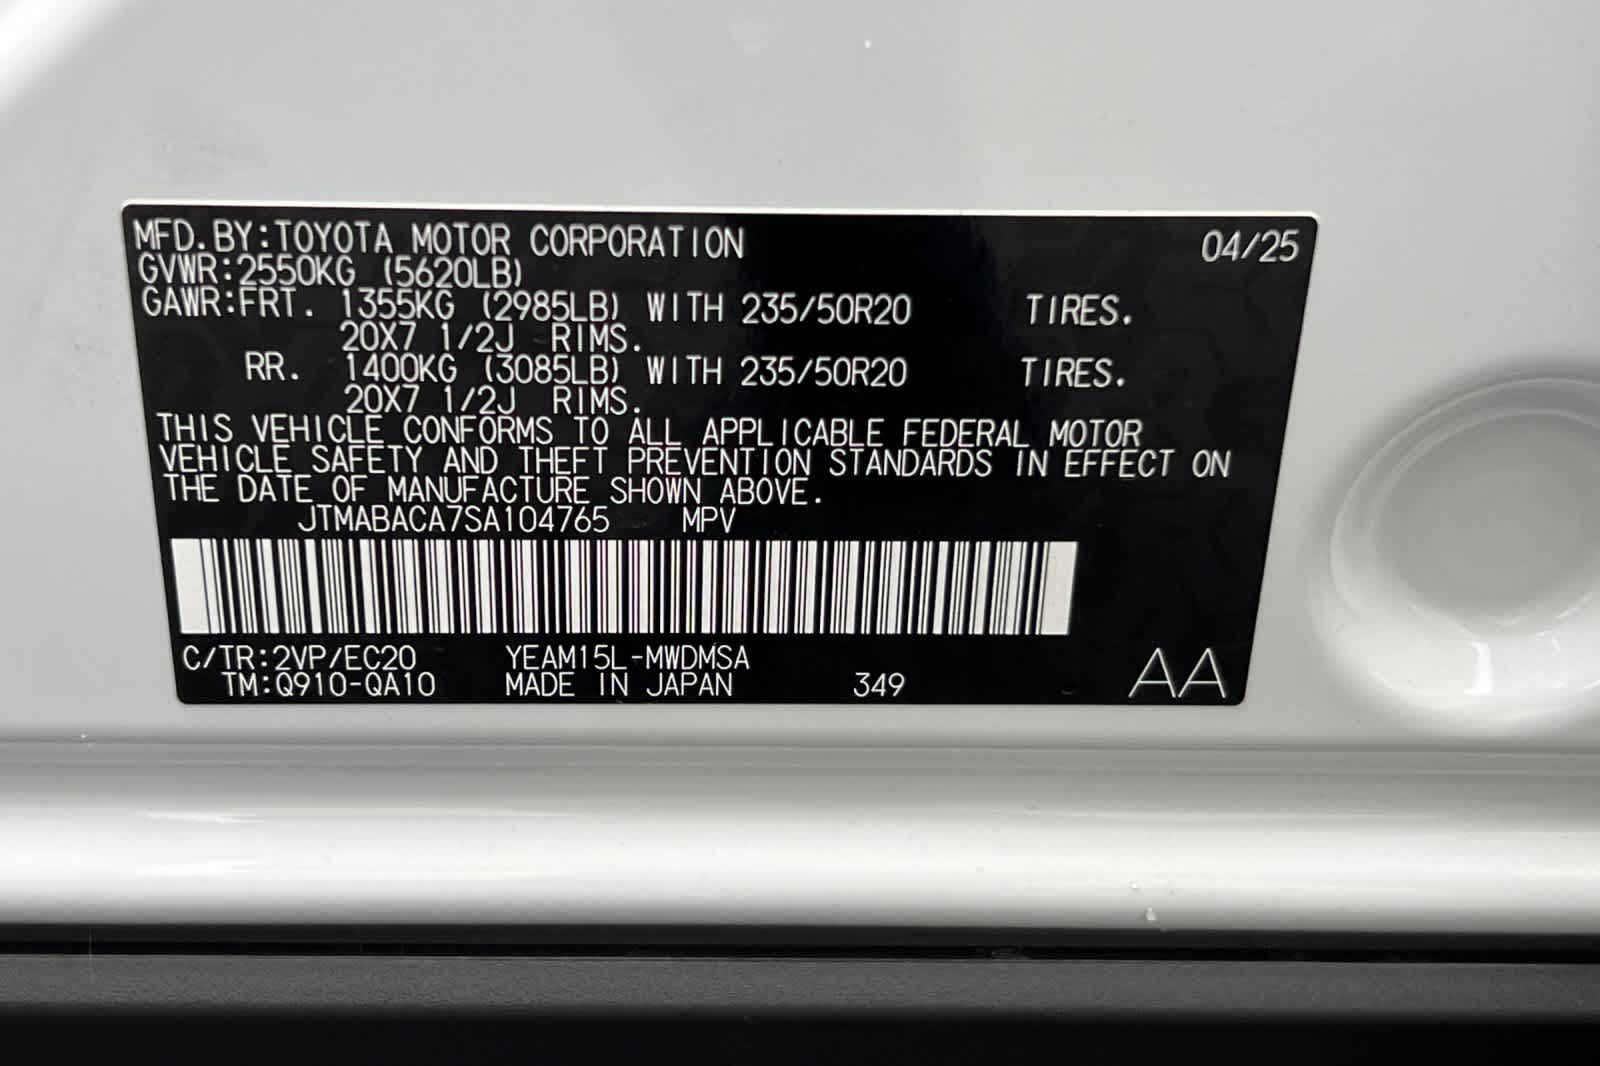 MFD.BY:TOYOTA MOTOR CORPORATION 04/25
GVWR:2550KG (5620LB)
GAWR:FRT. 1355KG (2985LB) WITH 235/50R20 TIRES.
20X7 1/2J RIMS.
RR. 1400KG (3085LB) WITH 235/50R20 TIRES.
20X7 1/2J RIMS.
THIS VEHICLE CONFORMS TO ALL APPLICABLE FEDERAL MOTOR
VEHICLE SAFETY AND THEFT PREVENTION STANDARDS IN EFFECT ON
THE DATE OF MANUFACTURE SHOWN ABOVE.
JTMABACA7SA104765 MPV
C/TR:2VP/EC20 YEAM15L-MWDMSA
TM:Q910-QA10 MADE IN JAPAN 349 AA